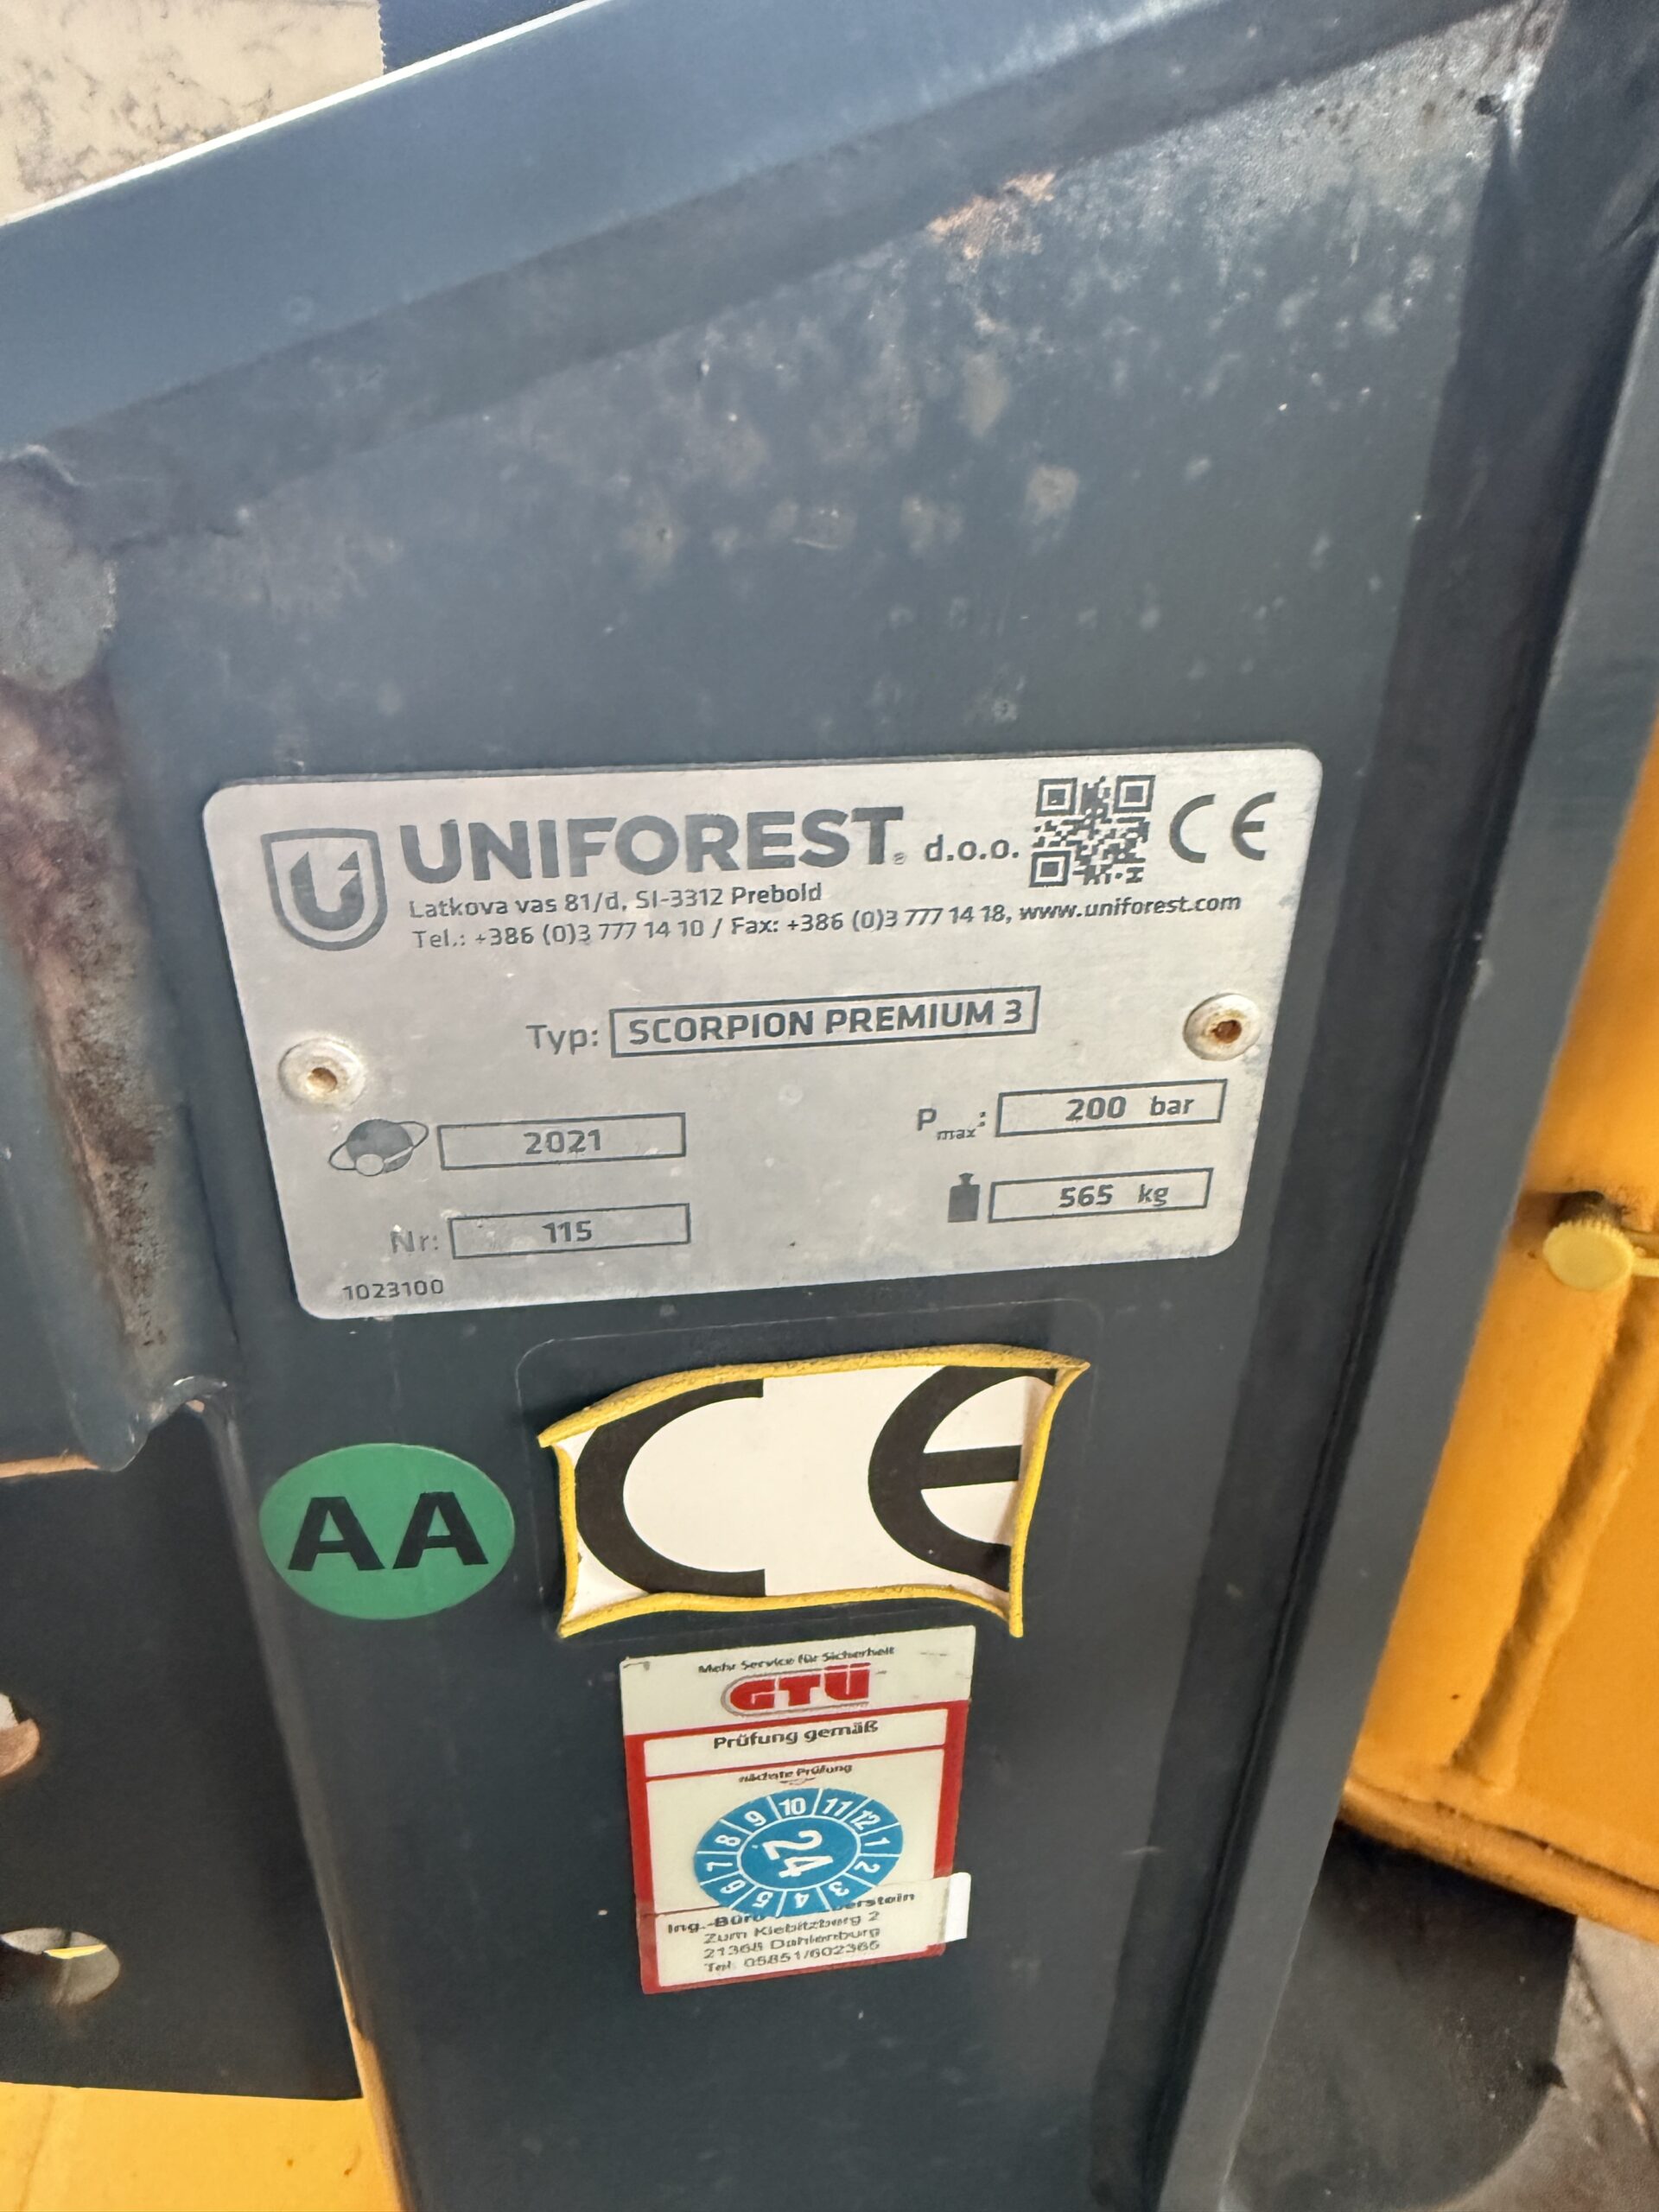 UNIFOREST® d.o.o. CE
Latkova vas 81/d, SI-3312 Prebold
Tel.: +386 (0)3 777 14 10 / Fax: +386 (0)3 777 14 18, www.uniforest.com
Typ: SCORPION PREMIUM 3
2021
Pmax: 200 bar
Nr: 115
565 kg
1023100
CE
AA
Mehr Service für Sicherheit
GTÜ
Prüfung gemäß
nächste Prüfung
1 2 3 4 5 6 7 8 9 10 11 12
24
Ing.-Büro
Zum Kiebitzberg 2
21368 Dahlenburg
Tel: 05851/602365